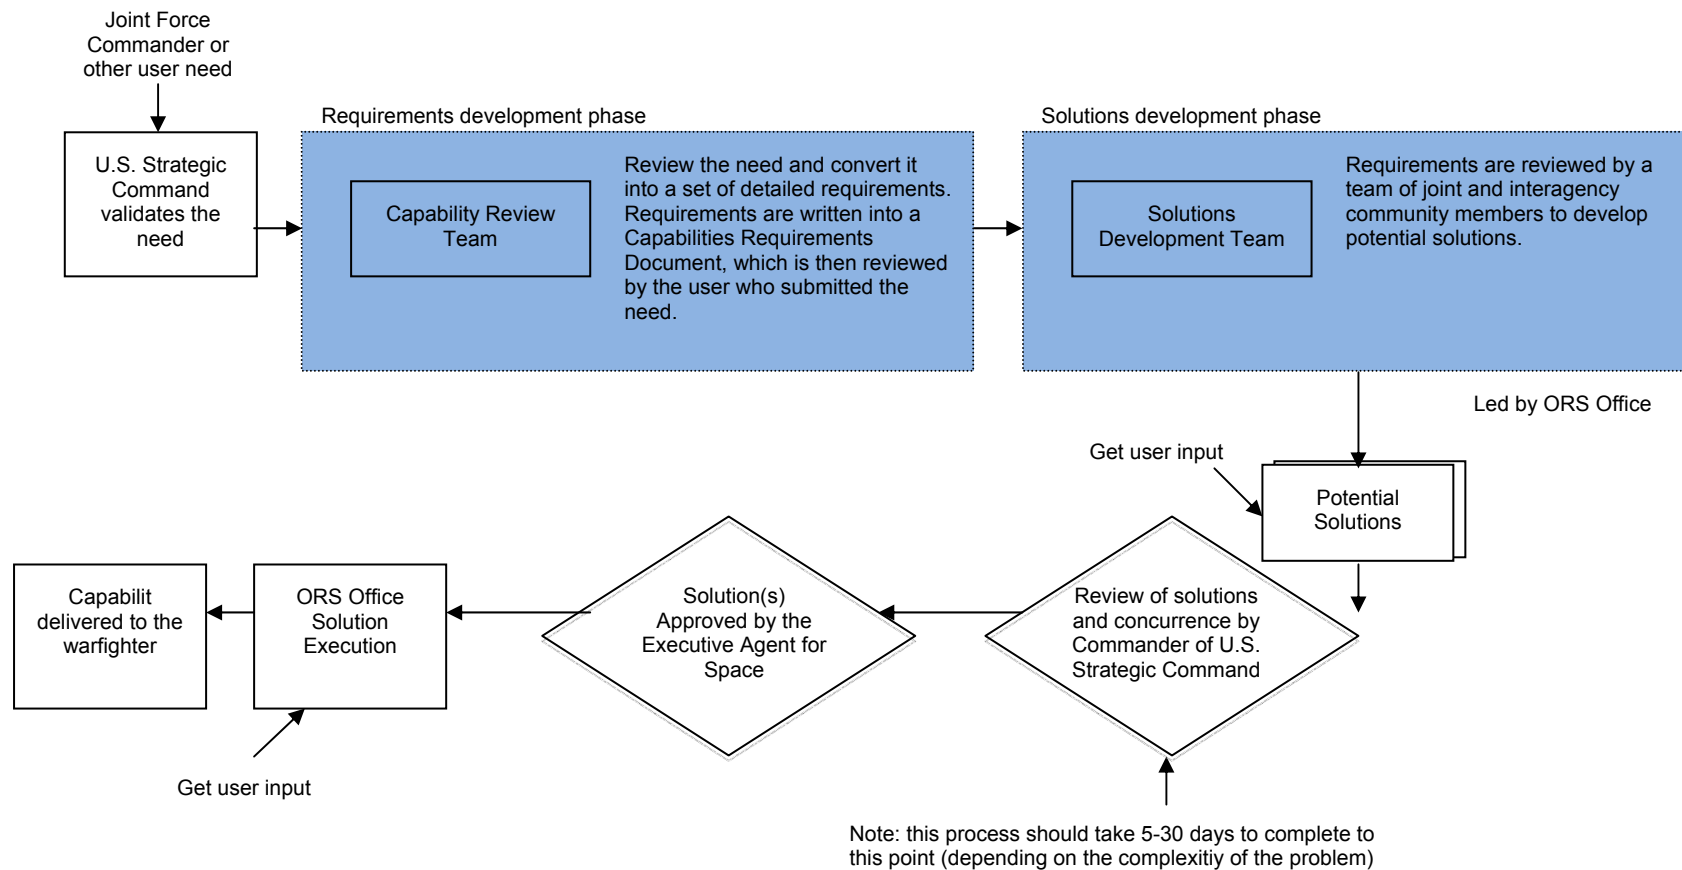 Joint Force
Commander or
other user need
Requirements development phase
Solutions development phase
U.S. Strategic
Command
validates the
need
Capability Review
Team
Review the need and convert it
into a set of detailed requirements.
Requirements are written into a
Capabilities Requirements
Document, which is then reviewed
by the user who submitted the
need.
Solutions
Development Team
Requirements are reviewed by a
team of joint and interagency
community members to develop
potential solutions.
Led by ORS Office
Get user input
Potential
Solutions
Review of solutions
and concurrence by
Commander of U.S.
Strategic Command
Solution(s)
Approved by the
Executive Agent for
Space
ORS Office
Solution
Execution
Capabilit
delivered to the
warfighter
Get user input
Note: this process should take 5-30 days to complete to
this point (depending on the complexitiy of the problem)